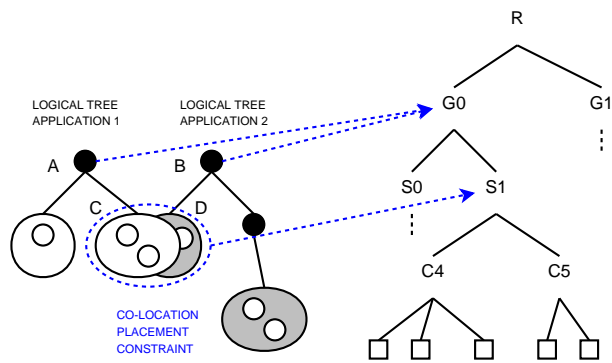 R
LOGICAL TREE
APPLICATION 1
LOGICAL TREE
APPLICATION 2
G0
G1
A
B
S0
S1
C
D
C4
C5
CO-LOCATION
PLACEMENT
CONSTRAINT